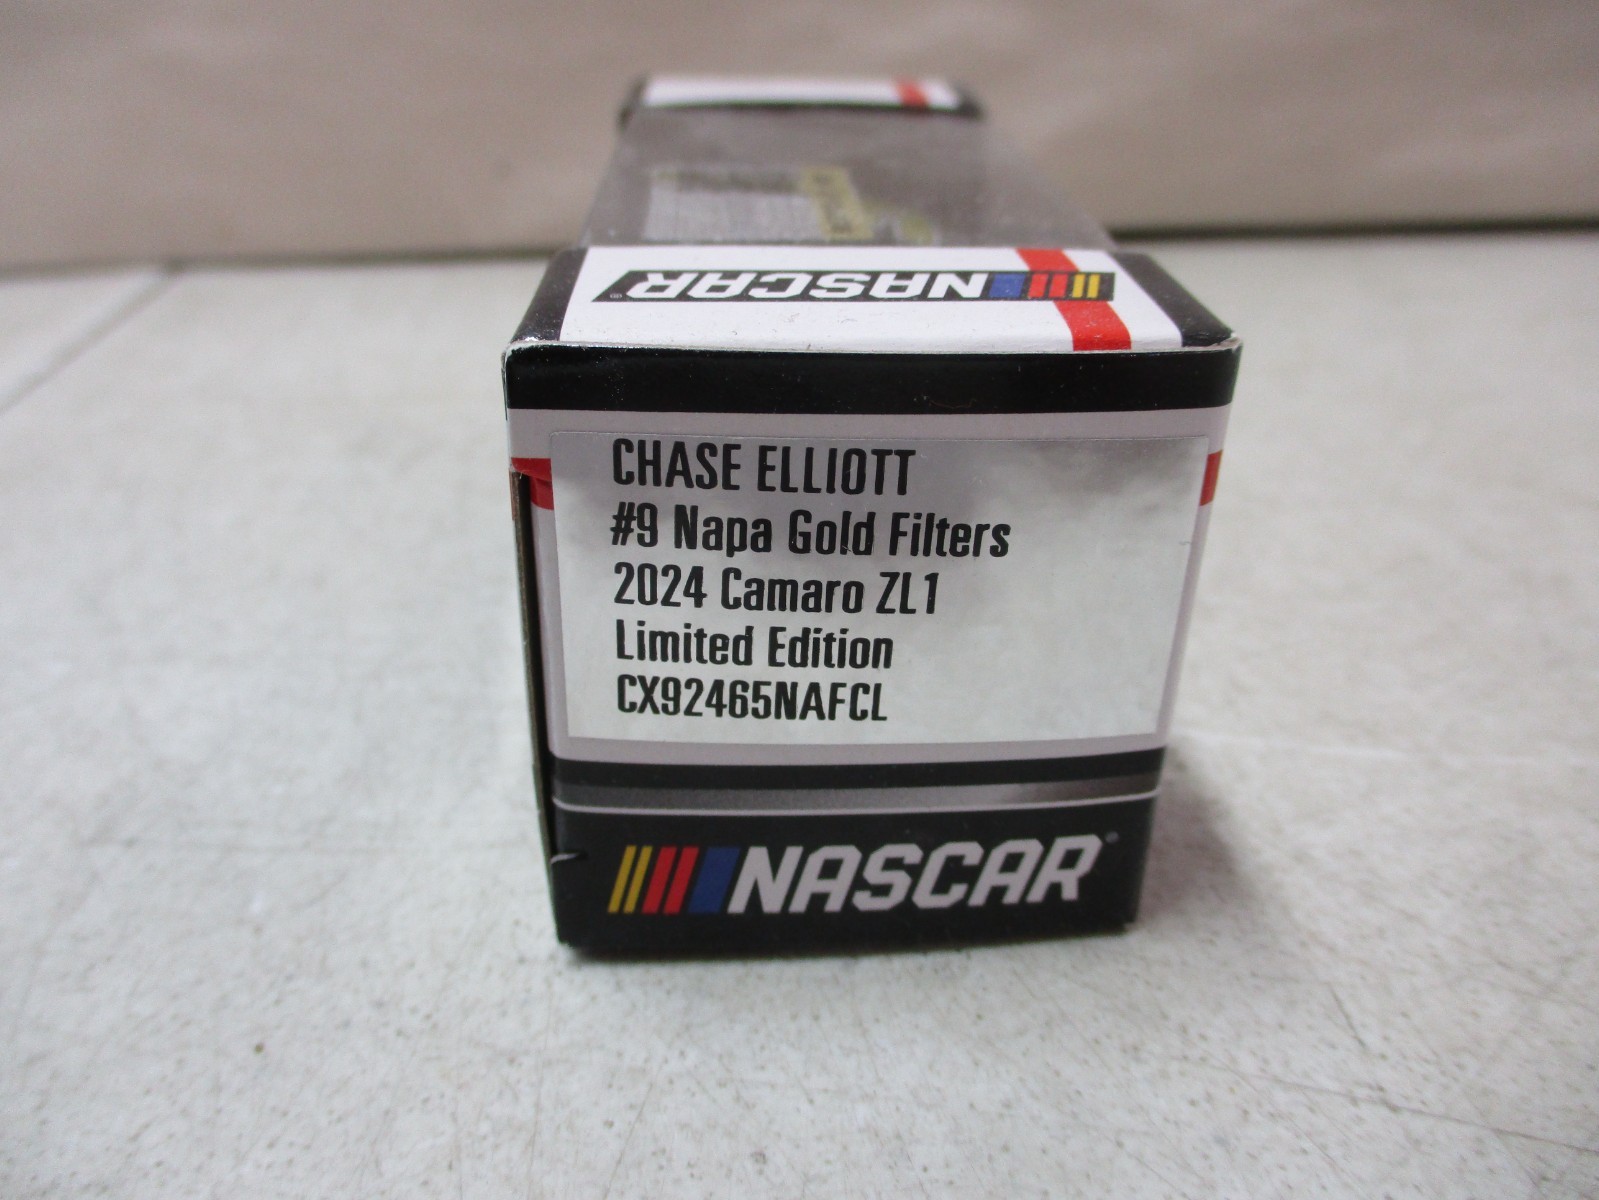 NASCAR
CHASE ELLIOTT
#9 Napa Gold Filters
2024 Camaro ZL1
Limited Edition
CX92465NAFCL
NASCAR